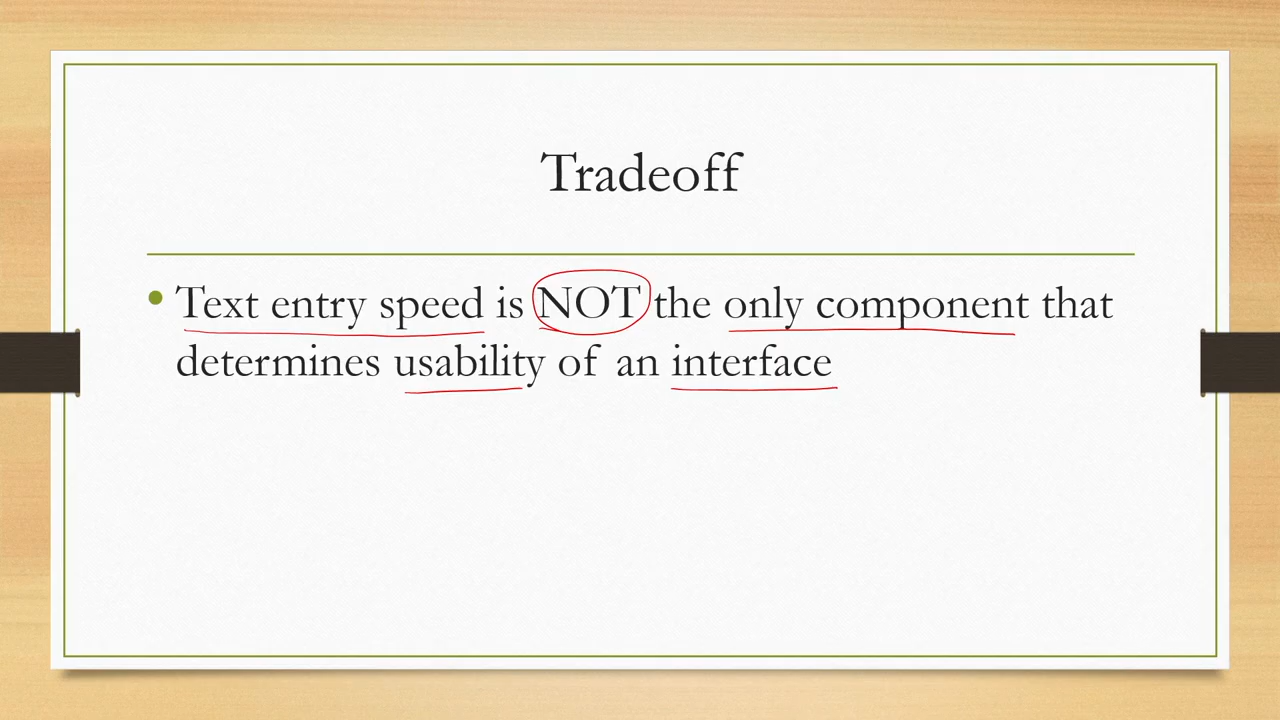 Tradeoff
Text entry speed is NOT the only component that
determines usability of an interface